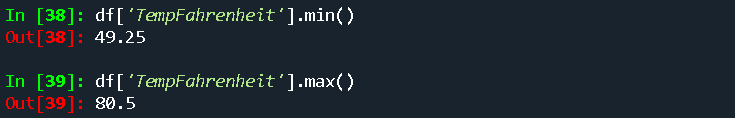 In [38]: df['TempFahrenheit'].min()
Out[38]: 49.25
In [39]: df['TempFahrenheit'].max()
Out[39]: 80.5